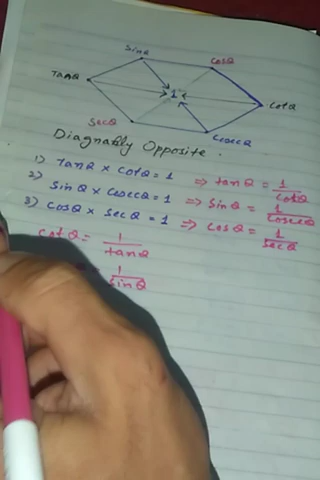 Sinθ
Cosθ
Tanθ
1
Cotθ
Secθ
Cosecθ
Diagnally Opposite.
1) Tanθ × Cotθ = 1 ⇒ tanθ = 1/Cotθ
2) Sinθ × Cosecθ = 1 ⇒ Sinθ = 1/Cosecθ
3) Cosθ × Secθ = 1 ⇒ Cosθ = 1/Secθ
Cotθ = 1/tanθ
= 1/Sinθ